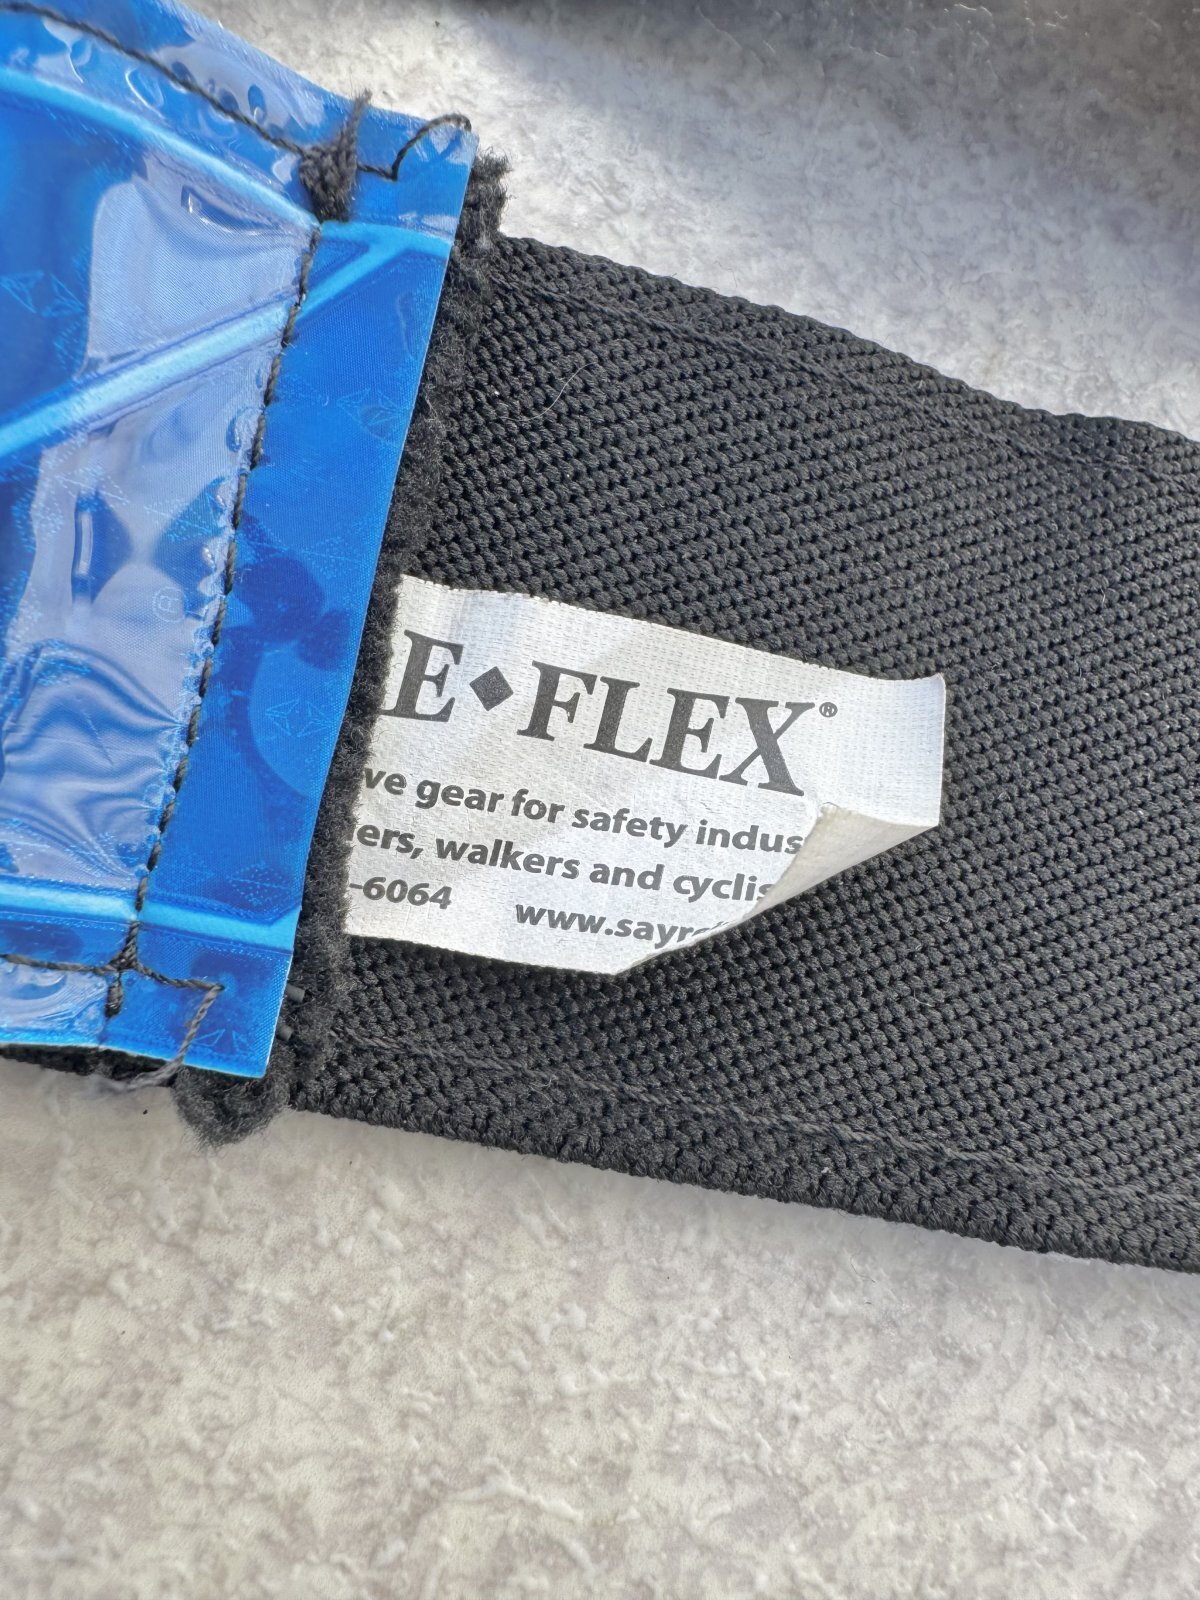 E◆FLEX®
ve gear for safety indus
ers, walkers and cyclis
-6064 www.sayr